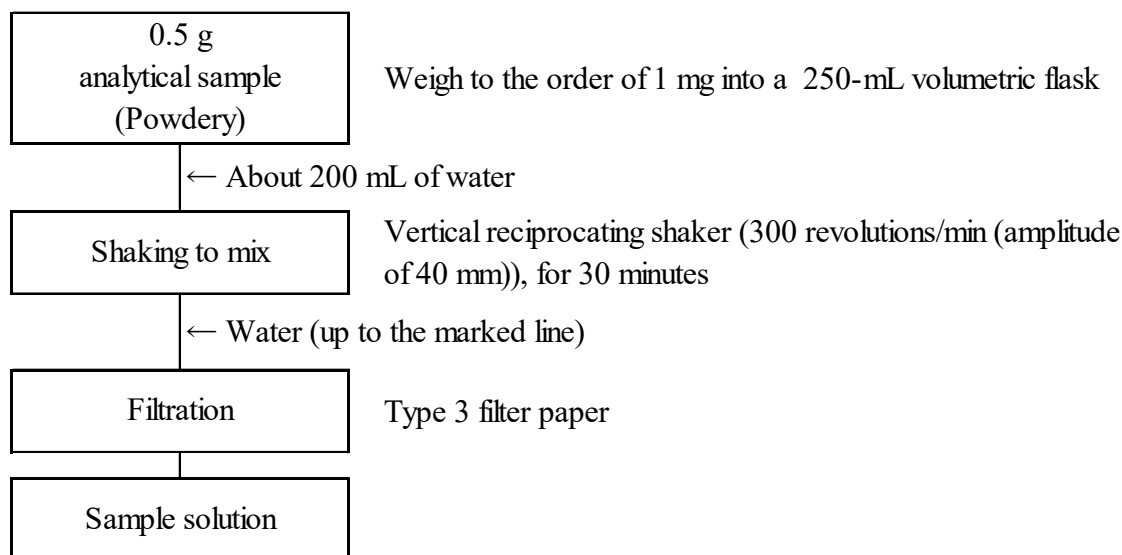 0.5 g
analytical sample
(Powdery)
Weigh to the order of 1 mg into a 250-mL volumetric flask
← About 200 mL of water
Shaking to mix
Vertical reciprocating shaker (300 revolutions/min (amplitude
of 40 mm)), for 30 minutes
← Water (up to the marked line)
Filtration
Type 3 filter paper
Sample solution